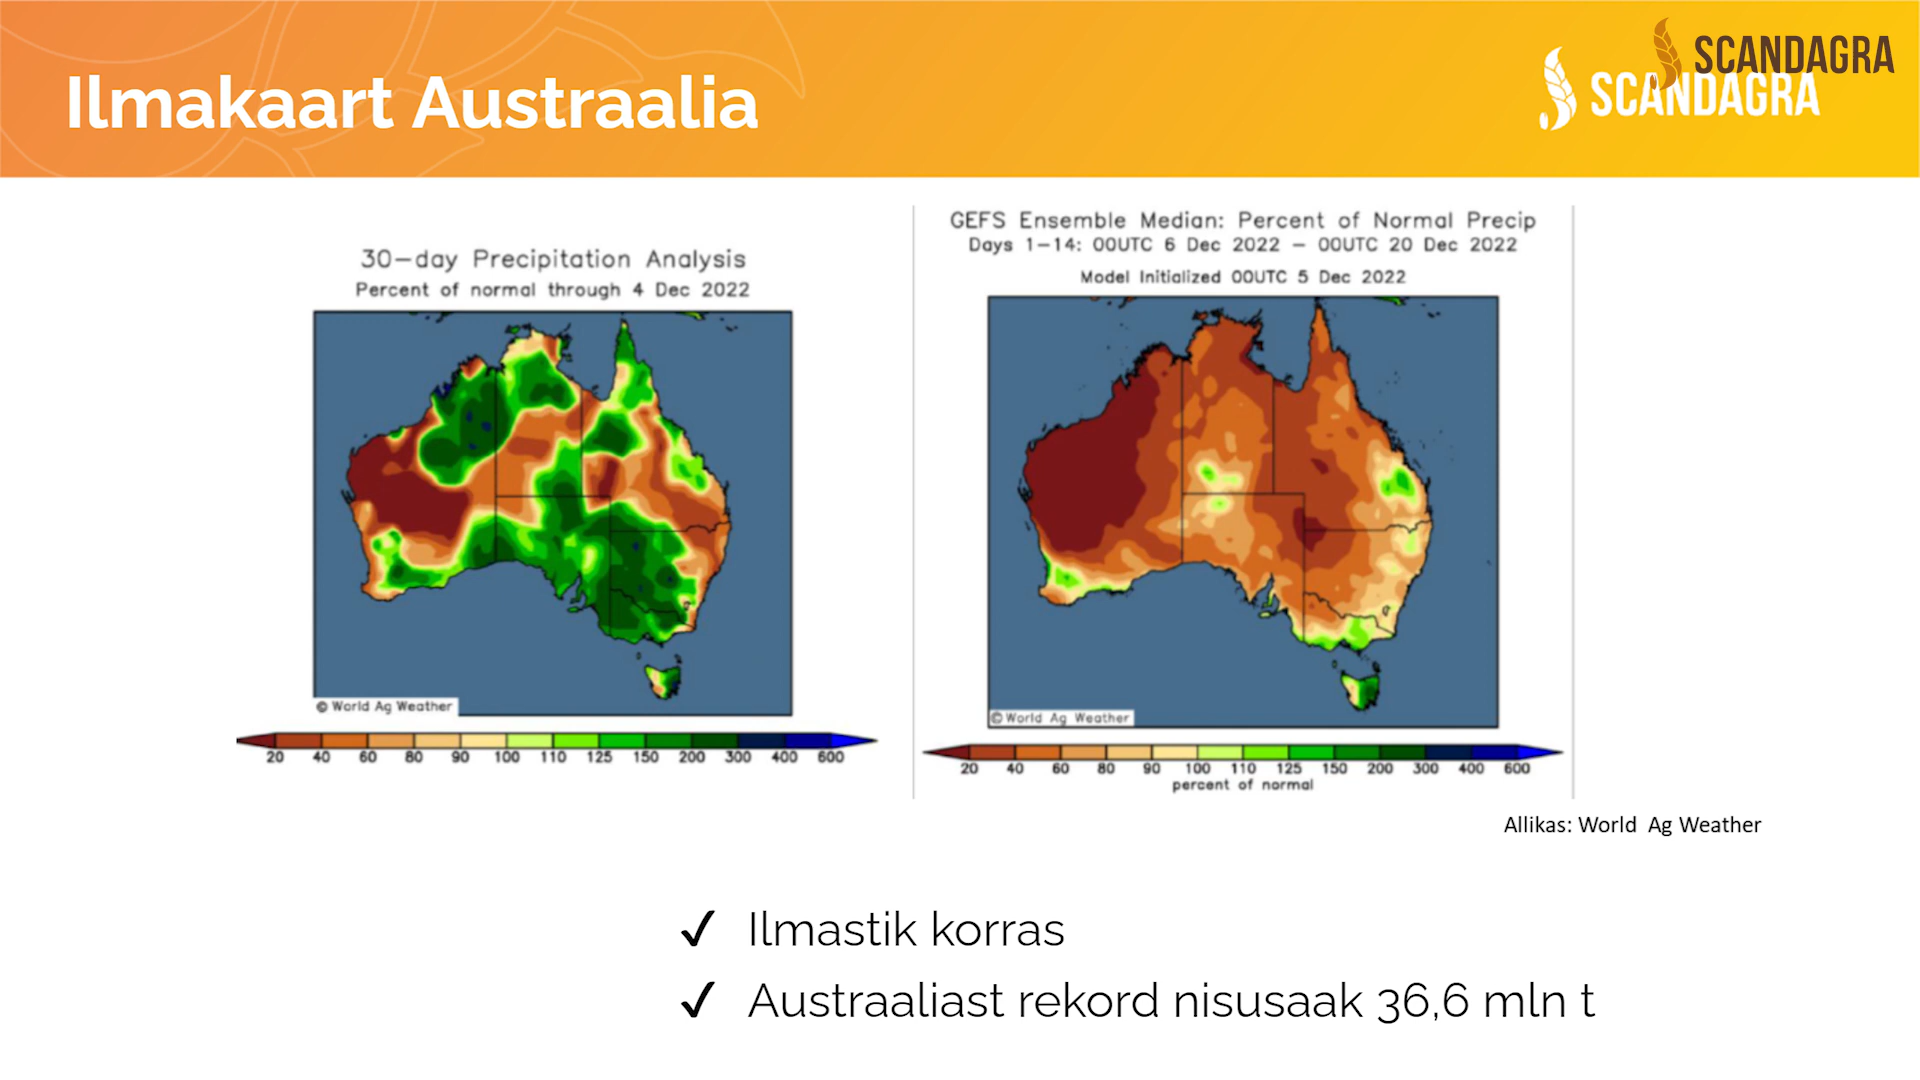 Ilmakaart Austraalia
SCANDAGRA
SCANDAGRA
30-day Precipitation Analysis
Percent of normal through 4 Dec 2022
© World Ag Weather
20 40 60 80 90 100 110 125 150 200 300 400 600
GEFS Ensemble Median: Percent of Normal Precip
Days 1-14: 00UTC 6 Dec 2022 - 00UTC 20 Dec 2022
Model Initialized 00UTC 5 Dec 2022
© World Ag Weather
20 40 60 80 90 100 110 125 150 200 300 400 600
percent of normal
Allikas: World Ag Weather
✓ Ilmastik korras
✓ Austraaliast rekord nisusaak 36,6 mln t